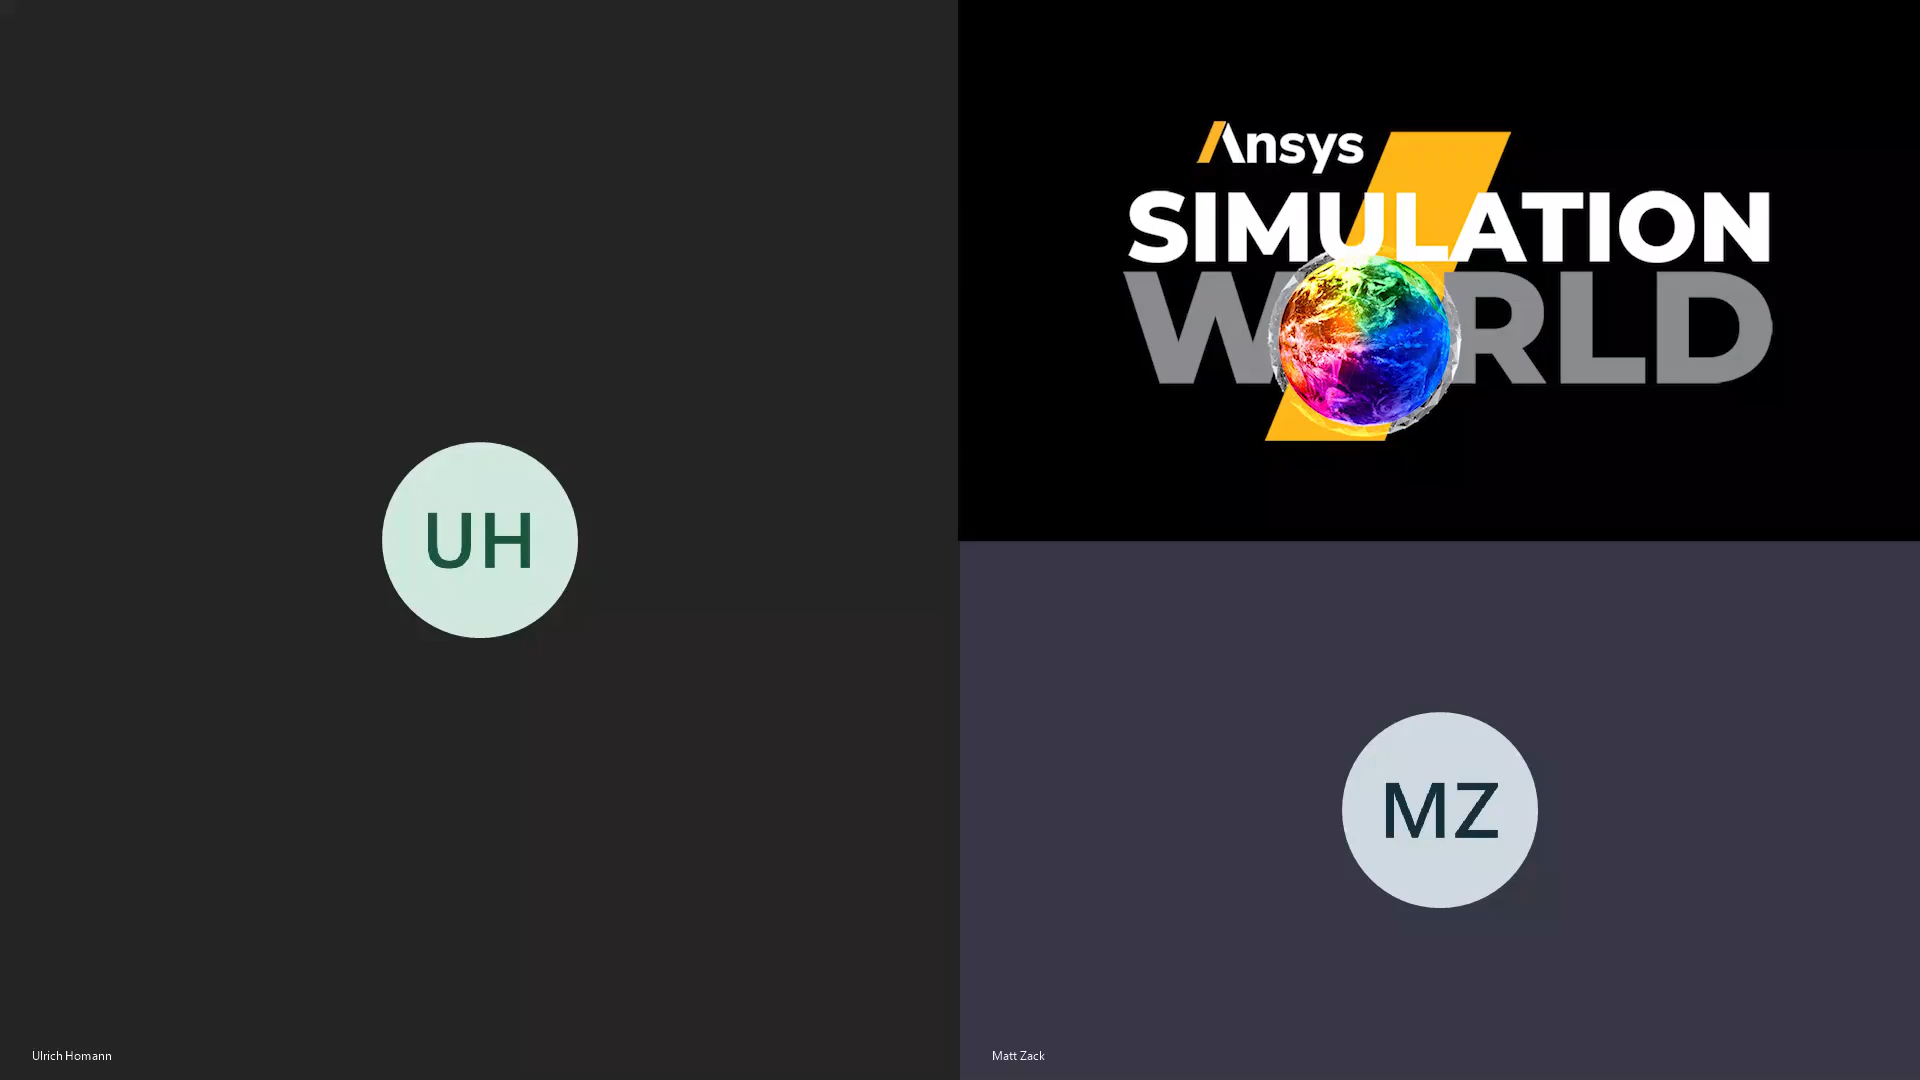 UH
Ulrich Homann
Ansys
SIMULATION
WORLD
MZ
Matt Zack